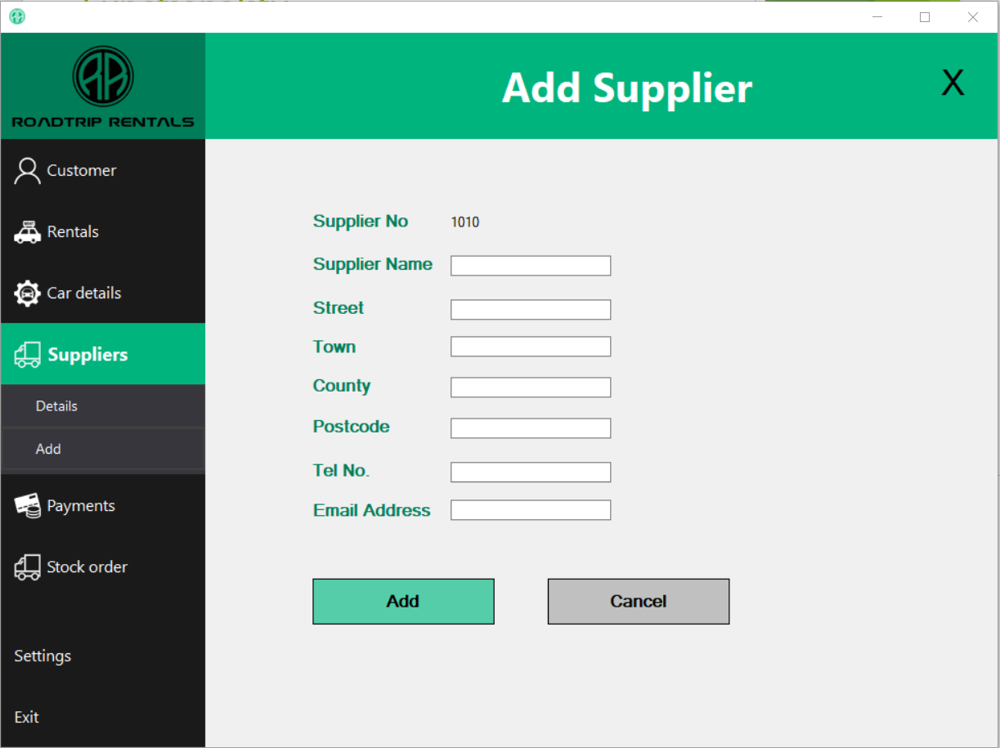 Add Supplier
X
ROADTRIP RENTALS
Customer
Rentals
Car details
Suppliers
Details
Add
Payments
Stock order
Settings
Exit
Supplier No 1010
Supplier Name
Street
Town
County
Postcode
Tel No.
Email Address
Add Cancel